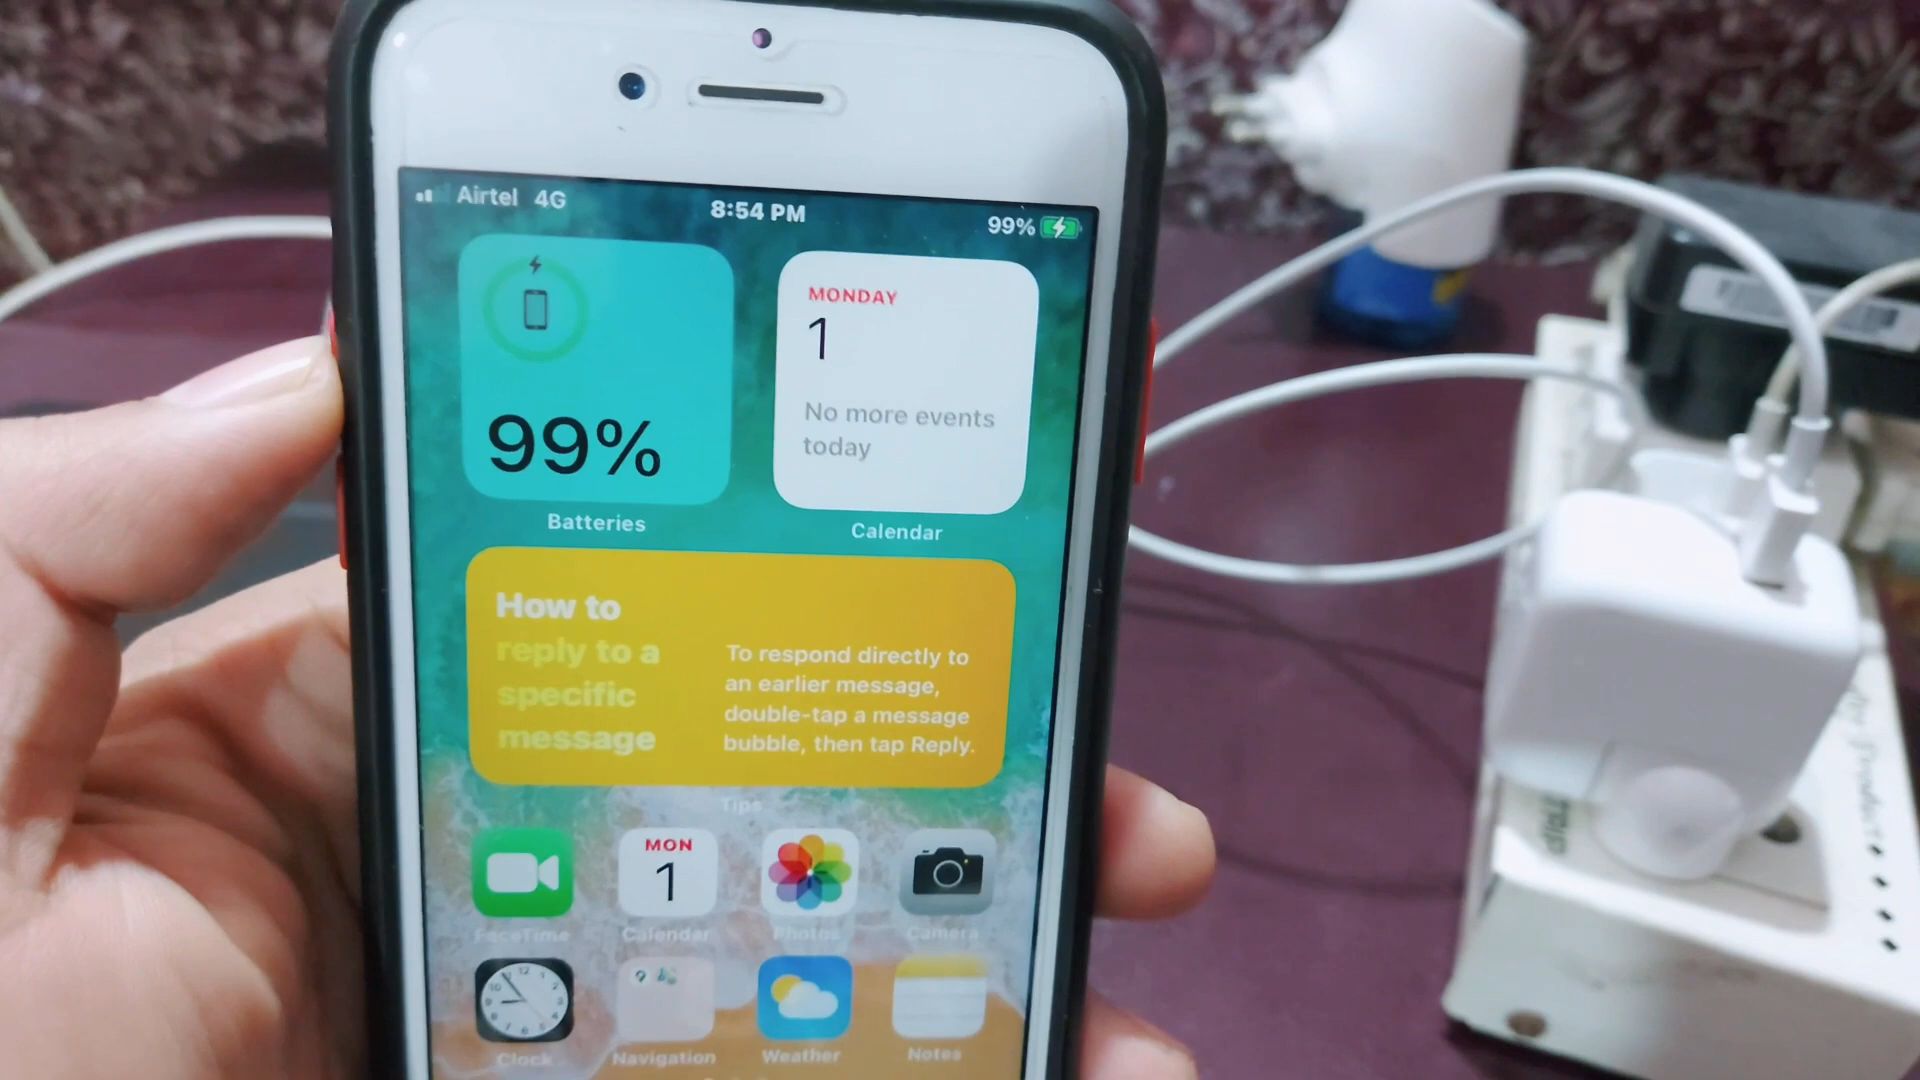 Airtel 4G
8:54 PM
99%
99%
Batteries
MONDAY
1
No more events
today
Calendar
How to
reply to a
specific
message
To respond directly to
an earlier message,
double-tap a message
bubble, then tap Reply.
Tips
MON
1
FaceTime
Calendar
Photos
Camera
Clock
Navigation
Weather
Notes